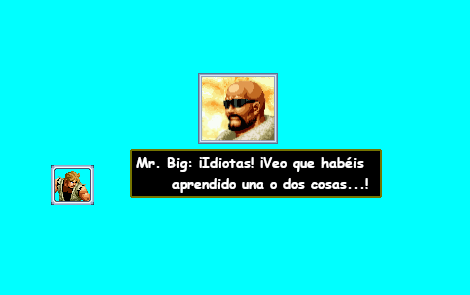 Mr. Big: ¡Idiotas! ¡Veo que habéis
aprendido una o dos cosas...!